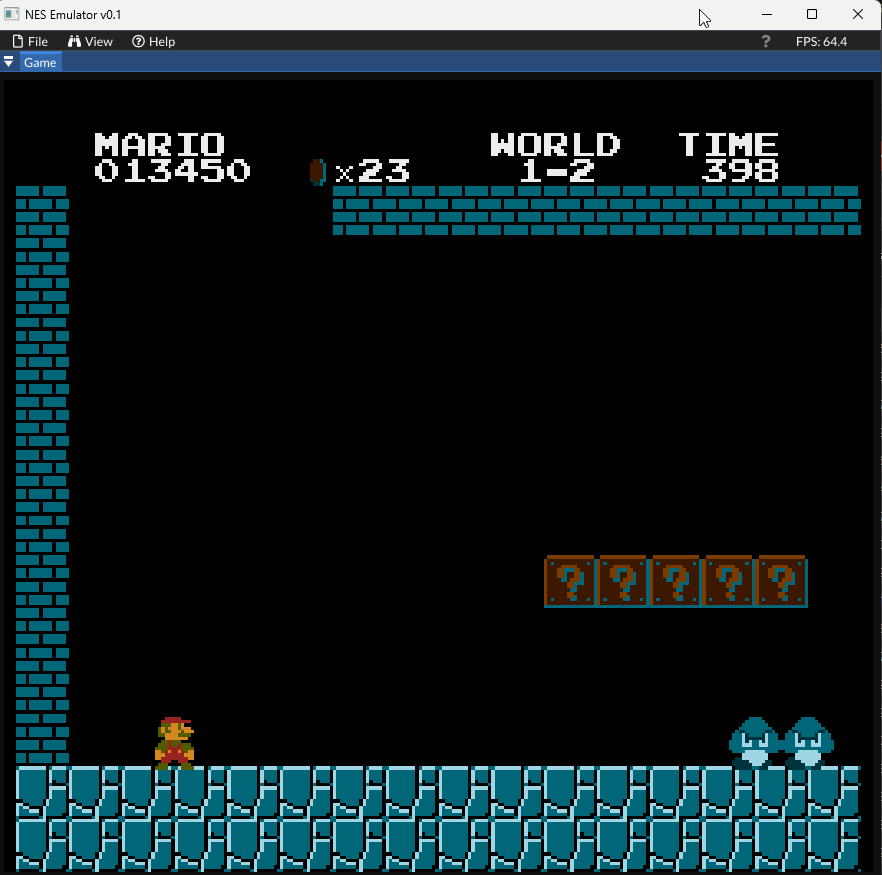 NES Emulator v0.1
File View Help ? FPS: 64.4
Game
MARIO WORLD TIME
013450 x23 1-2 398
? ? ? ? ?